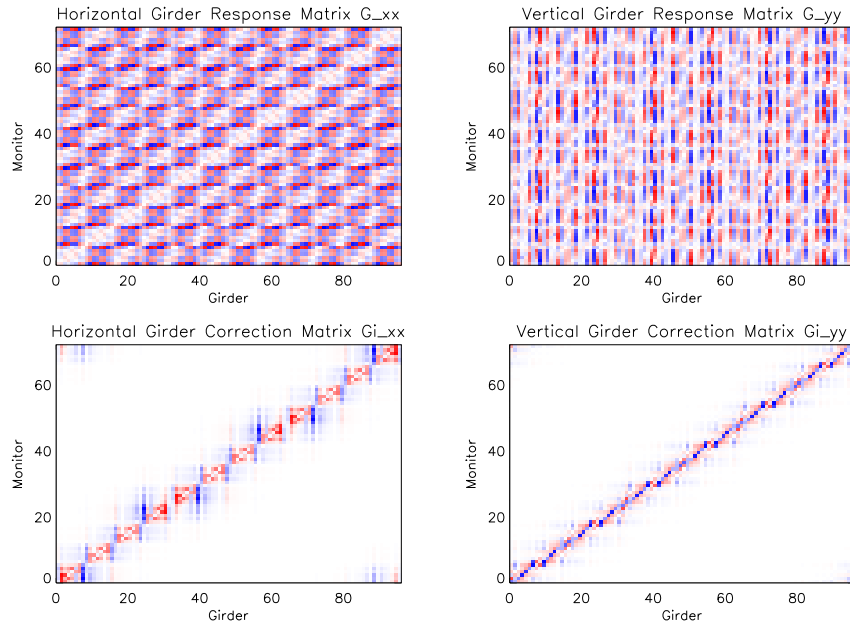 Horizontal Girder Response Matrix G_xx
60
40
20
0
Monitor
0 20 40 60 80
Girder
Vertical Girder Response Matrix G_yy
60
40
20
0
Monitor
0 20 40 60 80
Girder
Horizontal Girder Correction Matrix Gi_xx
60
40
20
0
Monitor
0 20 40 60 80
Girder
Vertical Girder Correction Matrix Gi_yy
60
40
20
0
Monitor
0 20 40 60 80
Girder